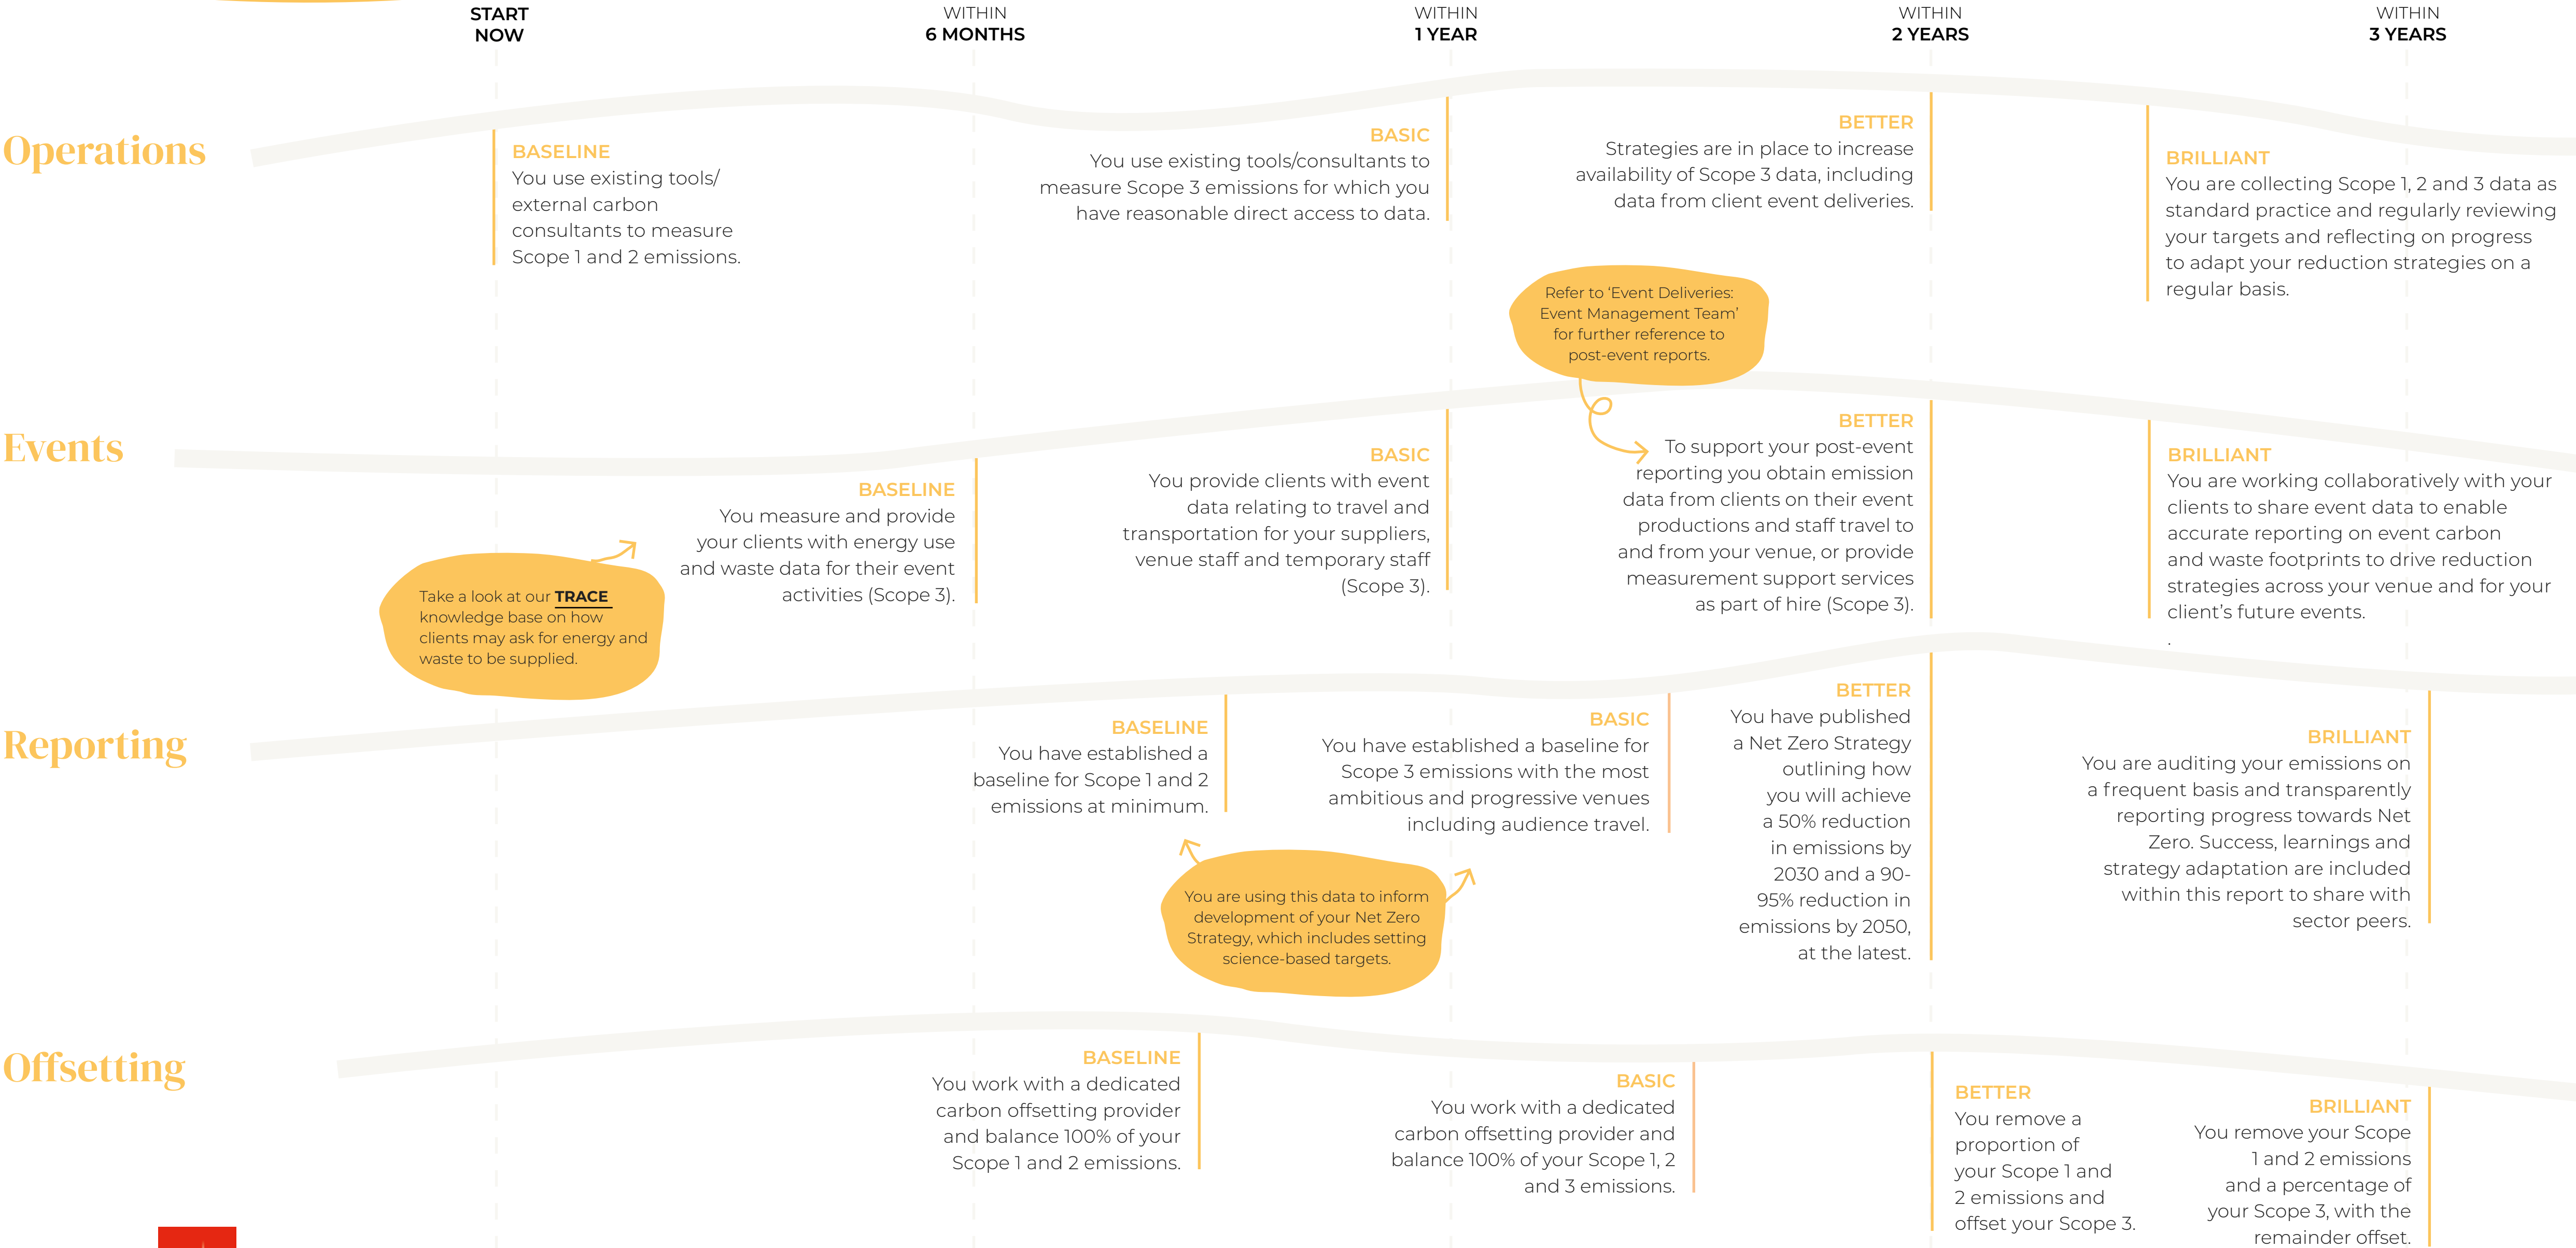 START
NOW
WITHIN
6 MONTHS
WITHIN
1 YEAR
WITHIN
2 YEARS
WITHIN
3 YEARS
Operations
BASELINE
You use existing tools/
external carbon
consultants to measure
Scope 1 and 2 emissions.
BASIC
You use existing tools/consultants to
measure Scope 3 emissions for which you
have reasonable direct access to data.
BETTER
Strategies are in place to increase
availability of Scope 3 data, including
data from client event deliveries.
BRILLIANT
You are collecting Scope 1, 2 and 3 data as
standard practice and regularly reviewing
your targets and reflecting on progress
to adapt your reduction strategies on a
regular basis.
Refer to ‘Event Deliveries:
Event Management Team’
for further reference to
post-event reports.
Events
BASELINE
You measure and provide
your clients with energy use
and waste data for their event
activities (Scope 3).
Take a look at our TRACE
knowledge base on how
clients may ask for energy and
waste to be supplied.
BASIC
You provide clients with event
data relating to travel and
transportation for your suppliers,
venue staff and temporary staff
(Scope 3).
BETTER
To support your post-event
reporting you obtain emission
data from clients on their event
productions and staff travel to
and from your venue, or provide
measurement support services
as part of hire (Scope 3).
BRILLIANT
You are working collaboratively with your
clients to share event data to enable
accurate reporting on event carbon
and waste footprints to drive reduction
strategies across your venue and for your
client’s future events.
.
Reporting
BASELINE
You have established a
baseline for Scope 1 and 2
emissions at minimum.
BASIC
You have established a baseline for
Scope 3 emissions with the most
ambitious and progressive venues
including audience travel.
You are using this data to inform
development of your Net Zero
Strategy, which includes setting
science-based targets.
BETTER
You have published
a Net Zero Strategy
outlining how
you will achieve
a 50% reduction
in emissions by
2030 and a 90-
95% reduction in
emissions by 2050,
at the latest.
BRILLIANT
You are auditing your emissions on
a frequent basis and transparently
reporting progress towards Net
Zero. Success, learnings and
strategy adaptation are included
within this report to share with
sector peers.
Offsetting
BASELINE
You work with a dedicated
carbon offsetting provider
and balance 100% of your
Scope 1 and 2 emissions.
BASIC
You work with a dedicated
carbon offsetting provider and
balance 100% of your Scope 1, 2
and 3 emissions.
BETTER
You remove a
proportion of
your Scope 1 and
2 emissions and
offset your Scope 3.
BRILLIANT
You remove your Scope
1 and 2 emissions
and a percentage of
your Scope 3, with the
remainder offset.